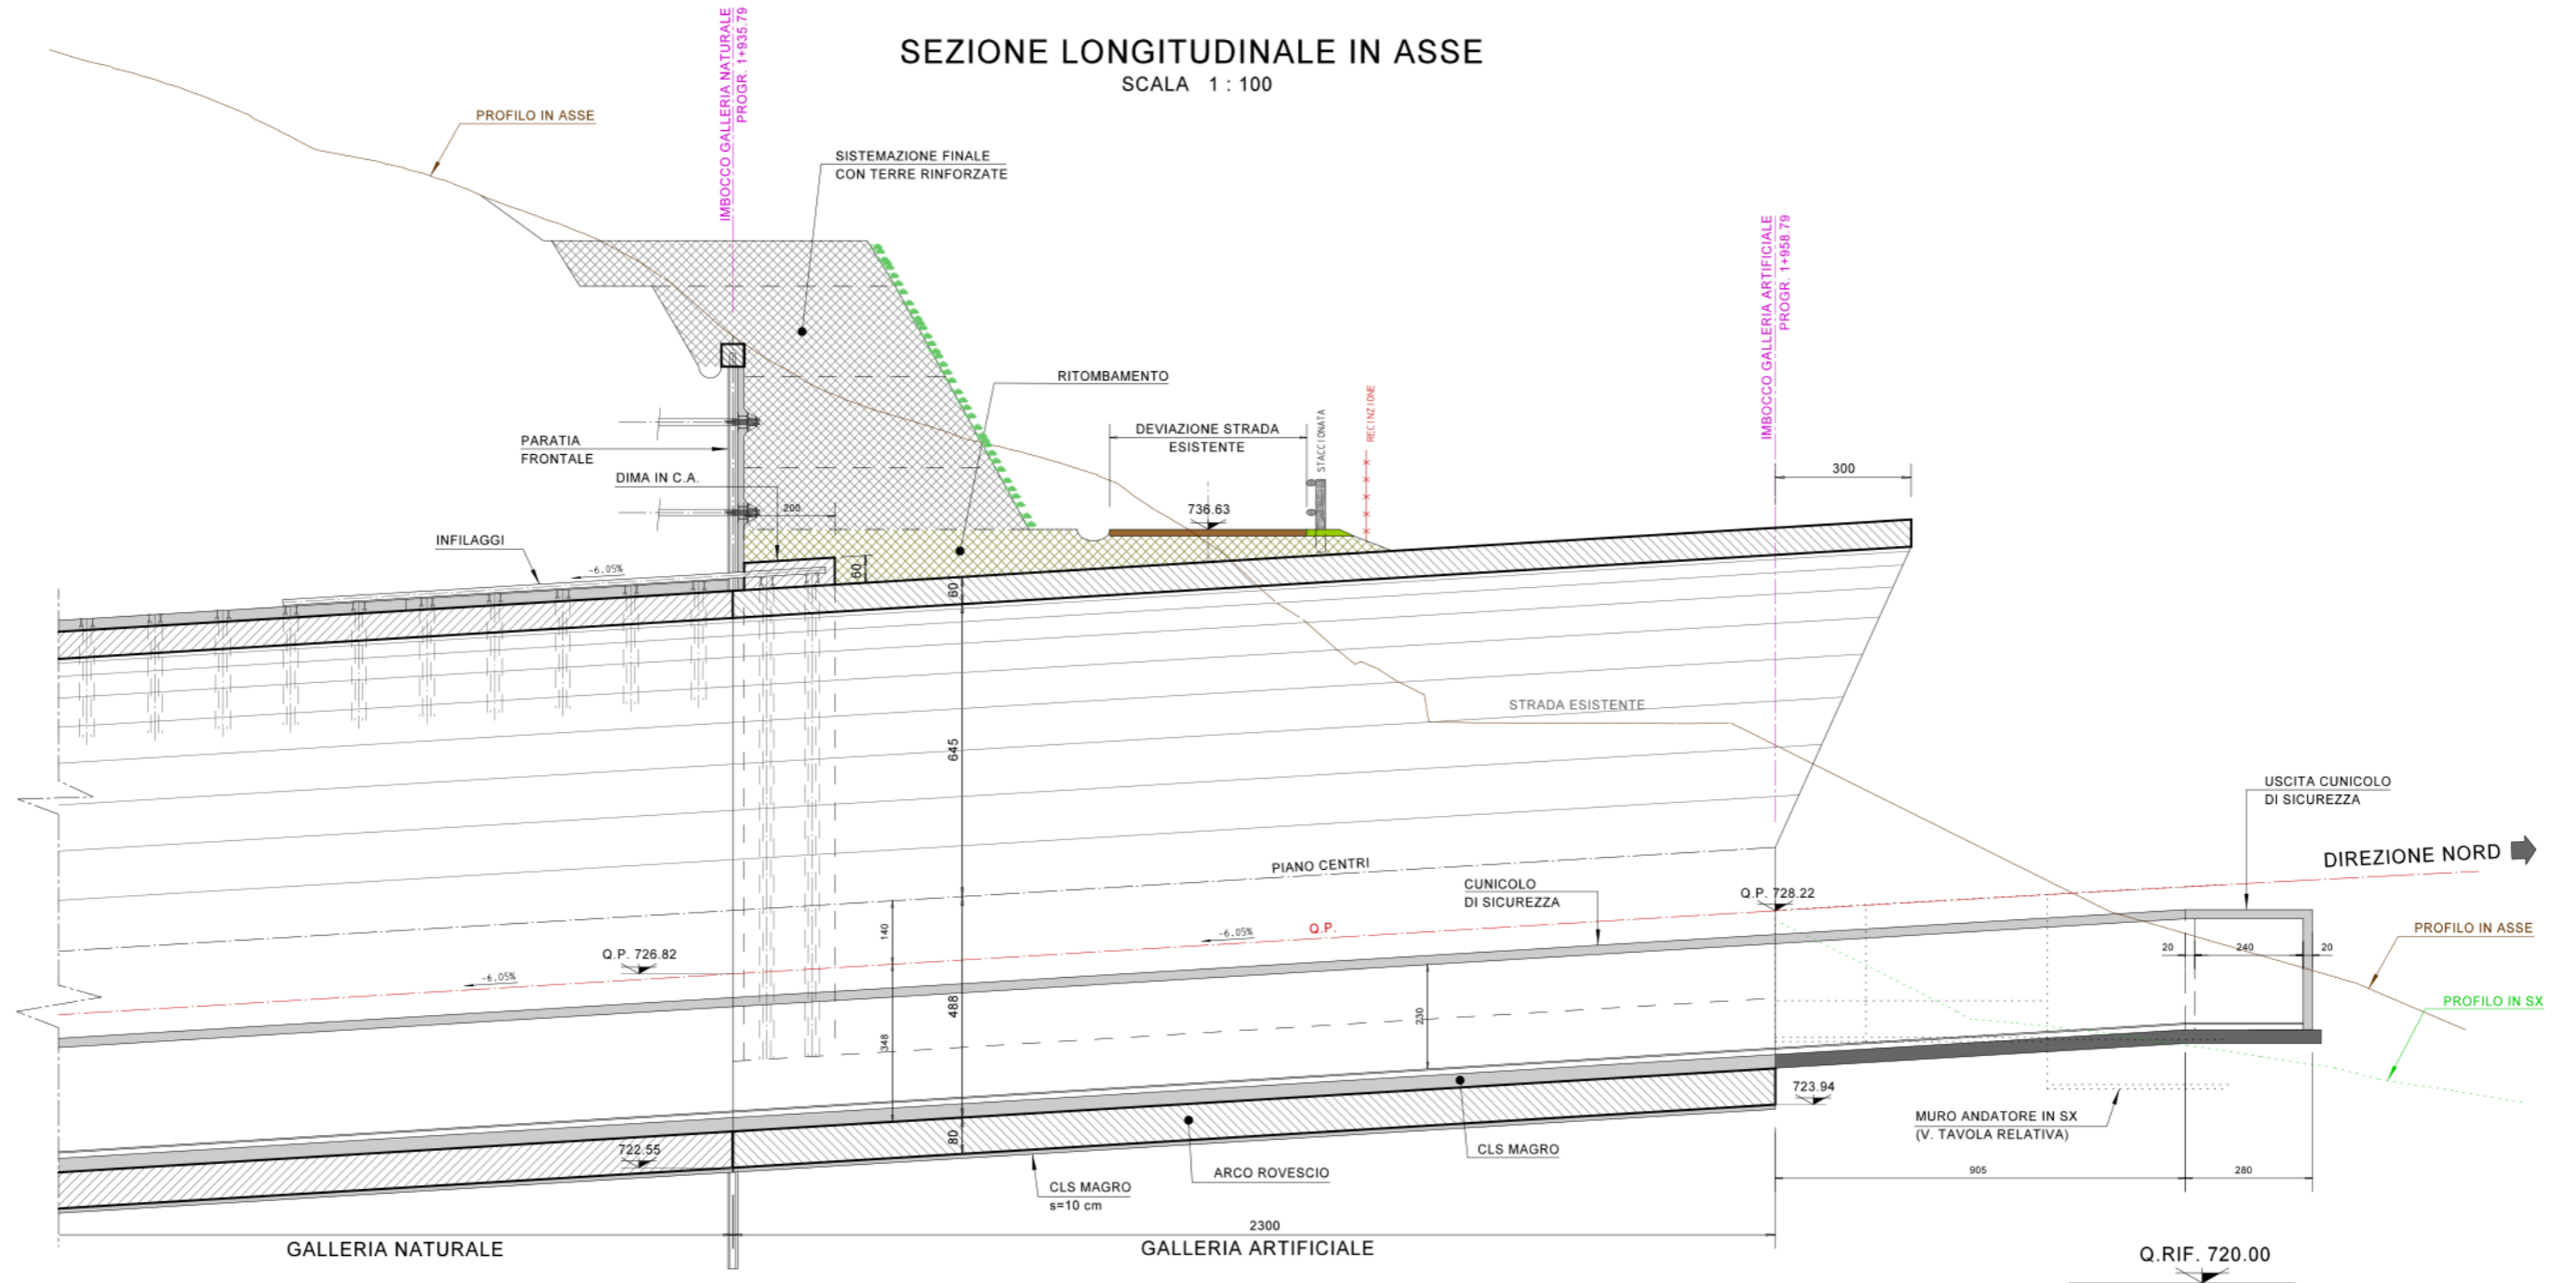 SEZIONE LONGITUDINALE IN ASSE
SCALA 1 : 100
IMBOCCO GALLERIA NATURALE
PROGR. 1+935.79
PROFILO IN ASSE
SISTEMAZIONE FINALE
CON TERRE RINFORZATE
IMBOCCO GALLERIA ARTIFICIALE
PROGR. 1+958.79
RITOMBAMENTO
RECINZIONE
STACCIONATA
DEVIAZIONE STRADA
ESISTENTE
PARATIA
FRONTALE
DIMA IN C.A.
300
200
736.63
INFILAGGI
-6.05%
60
60
STRADA ESISTENTE
645
USCITA CUNICOLO
DI SICUREZZA
DIREZIONE NORD
PIANO CENTRI
CUNICOLO
DI SICUREZZA
Q.P. 728.22
140
Q.P.
-6.05%
PROFILO IN ASSE
20
240
20
Q.P. 726.82
-6.05%
488
PROFILO IN SX
230
348
723.94
MURO ANDATORE IN SX
(V. TAVOLA RELATIVA)
80
722.55
CLS MAGRO
ARCO ROVESCIO
905
280
CLS MAGRO
s=10 cm
2300
GALLERIA NATURALE
GALLERIA ARTIFICIALE
Q.RIF. 720.00